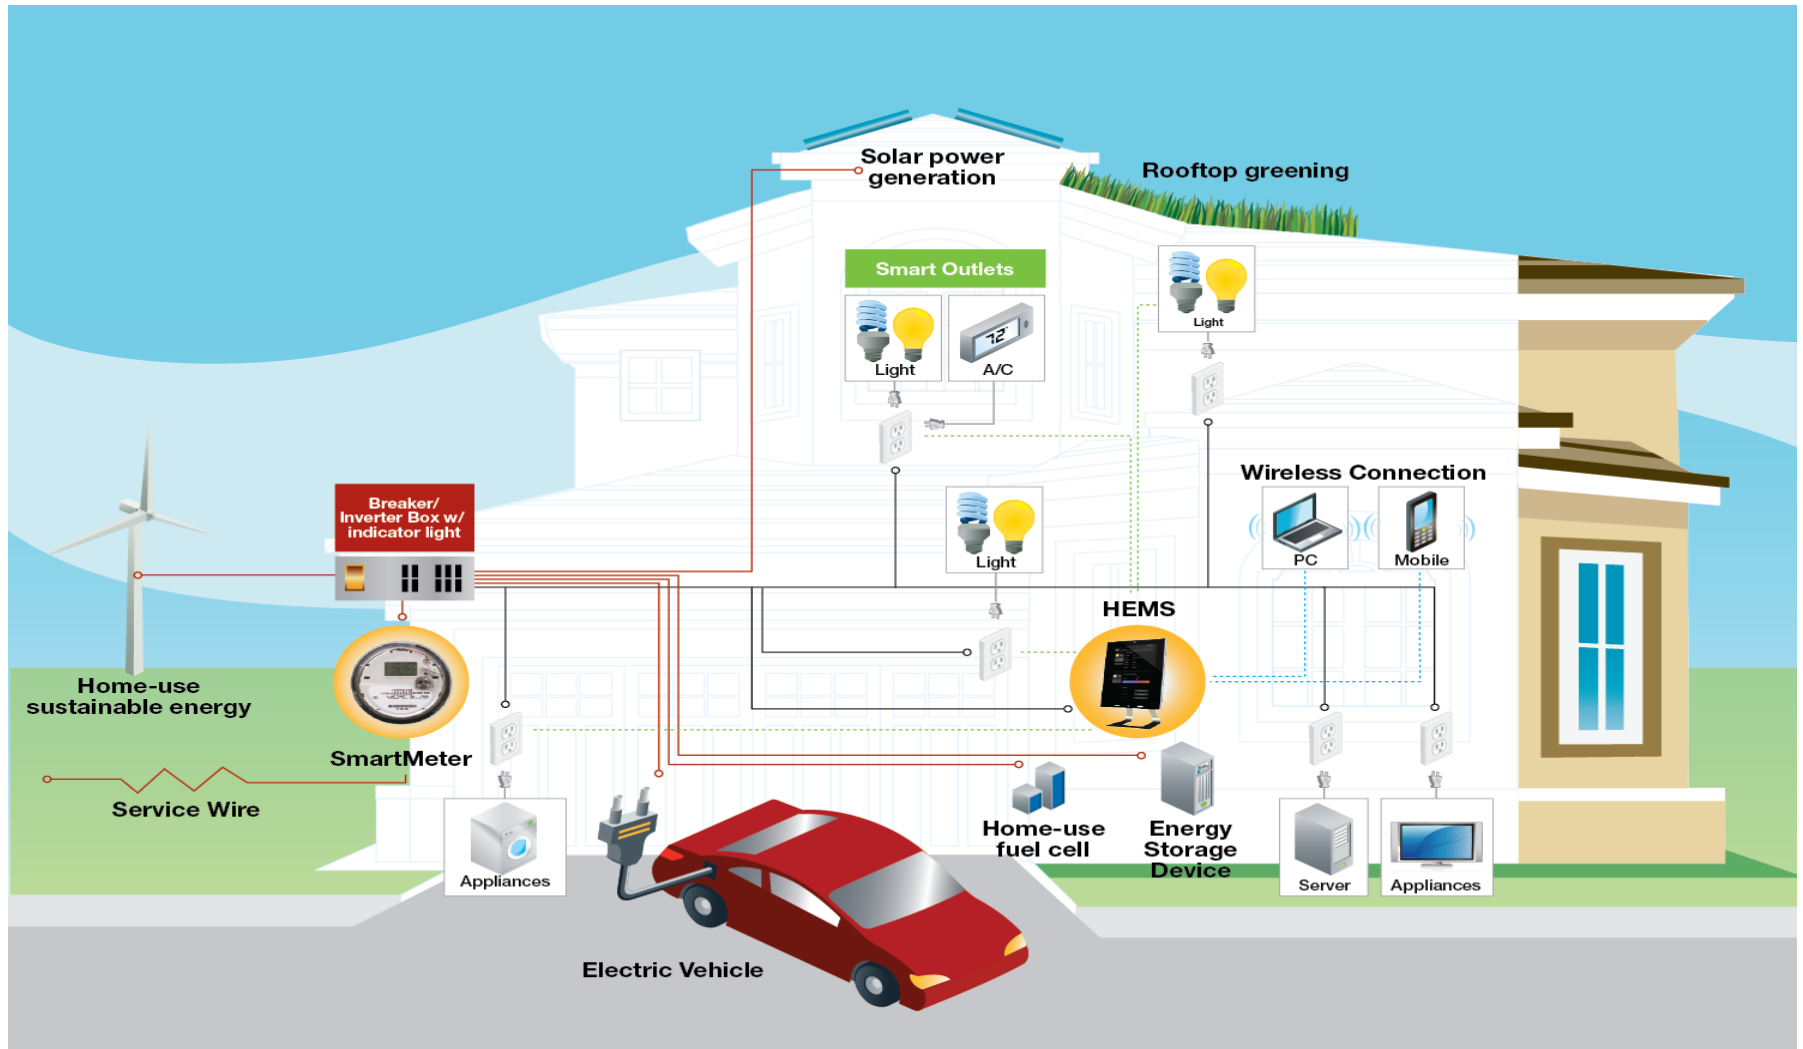 Solar power
generation
Rooftop greening
Smart Outlets
Light
72°
A/C
Light
Breaker/
Inverter Box w/
indicator light
Light
Wireless Connection
PC
Mobile
HEMS
Home-use
sustainable energy
SmartMeter
Service Wire
Appliances
Home-use
fuel cell
Energy
Storage
Device
Server
Appliances
Electric Vehicle